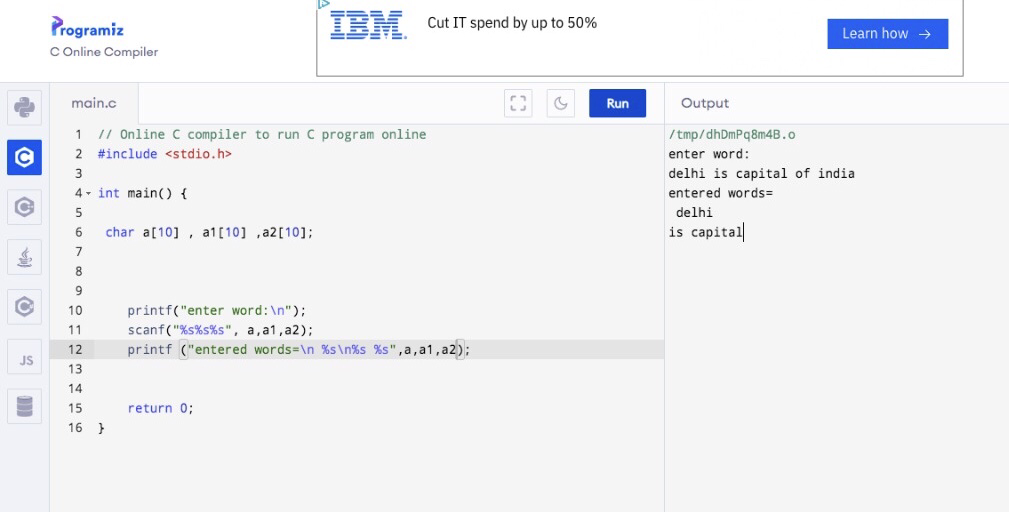 Programiz
C Online Compiler
IBM.
Cut IT spend by up to 50%
Learn how →
main.c
Run
Output
1 // Online C compiler to run C program online
2 #include <stdio.h>
3
4 int main() {
5
6 char a[10] , a1[10] ,a2[10];
7
8
9
10 printf("enter word:\n");
11 scanf("%s%s%s", a,a1,a2);
12 printf ("entered words=\n %s\n%s %s",a,a1,a2);
13
14
15 return 0;
16 }
/tmp/dhDmPq8m4B.o
enter word:
delhi is capital of india
entered words=
delhi
is capital
JS